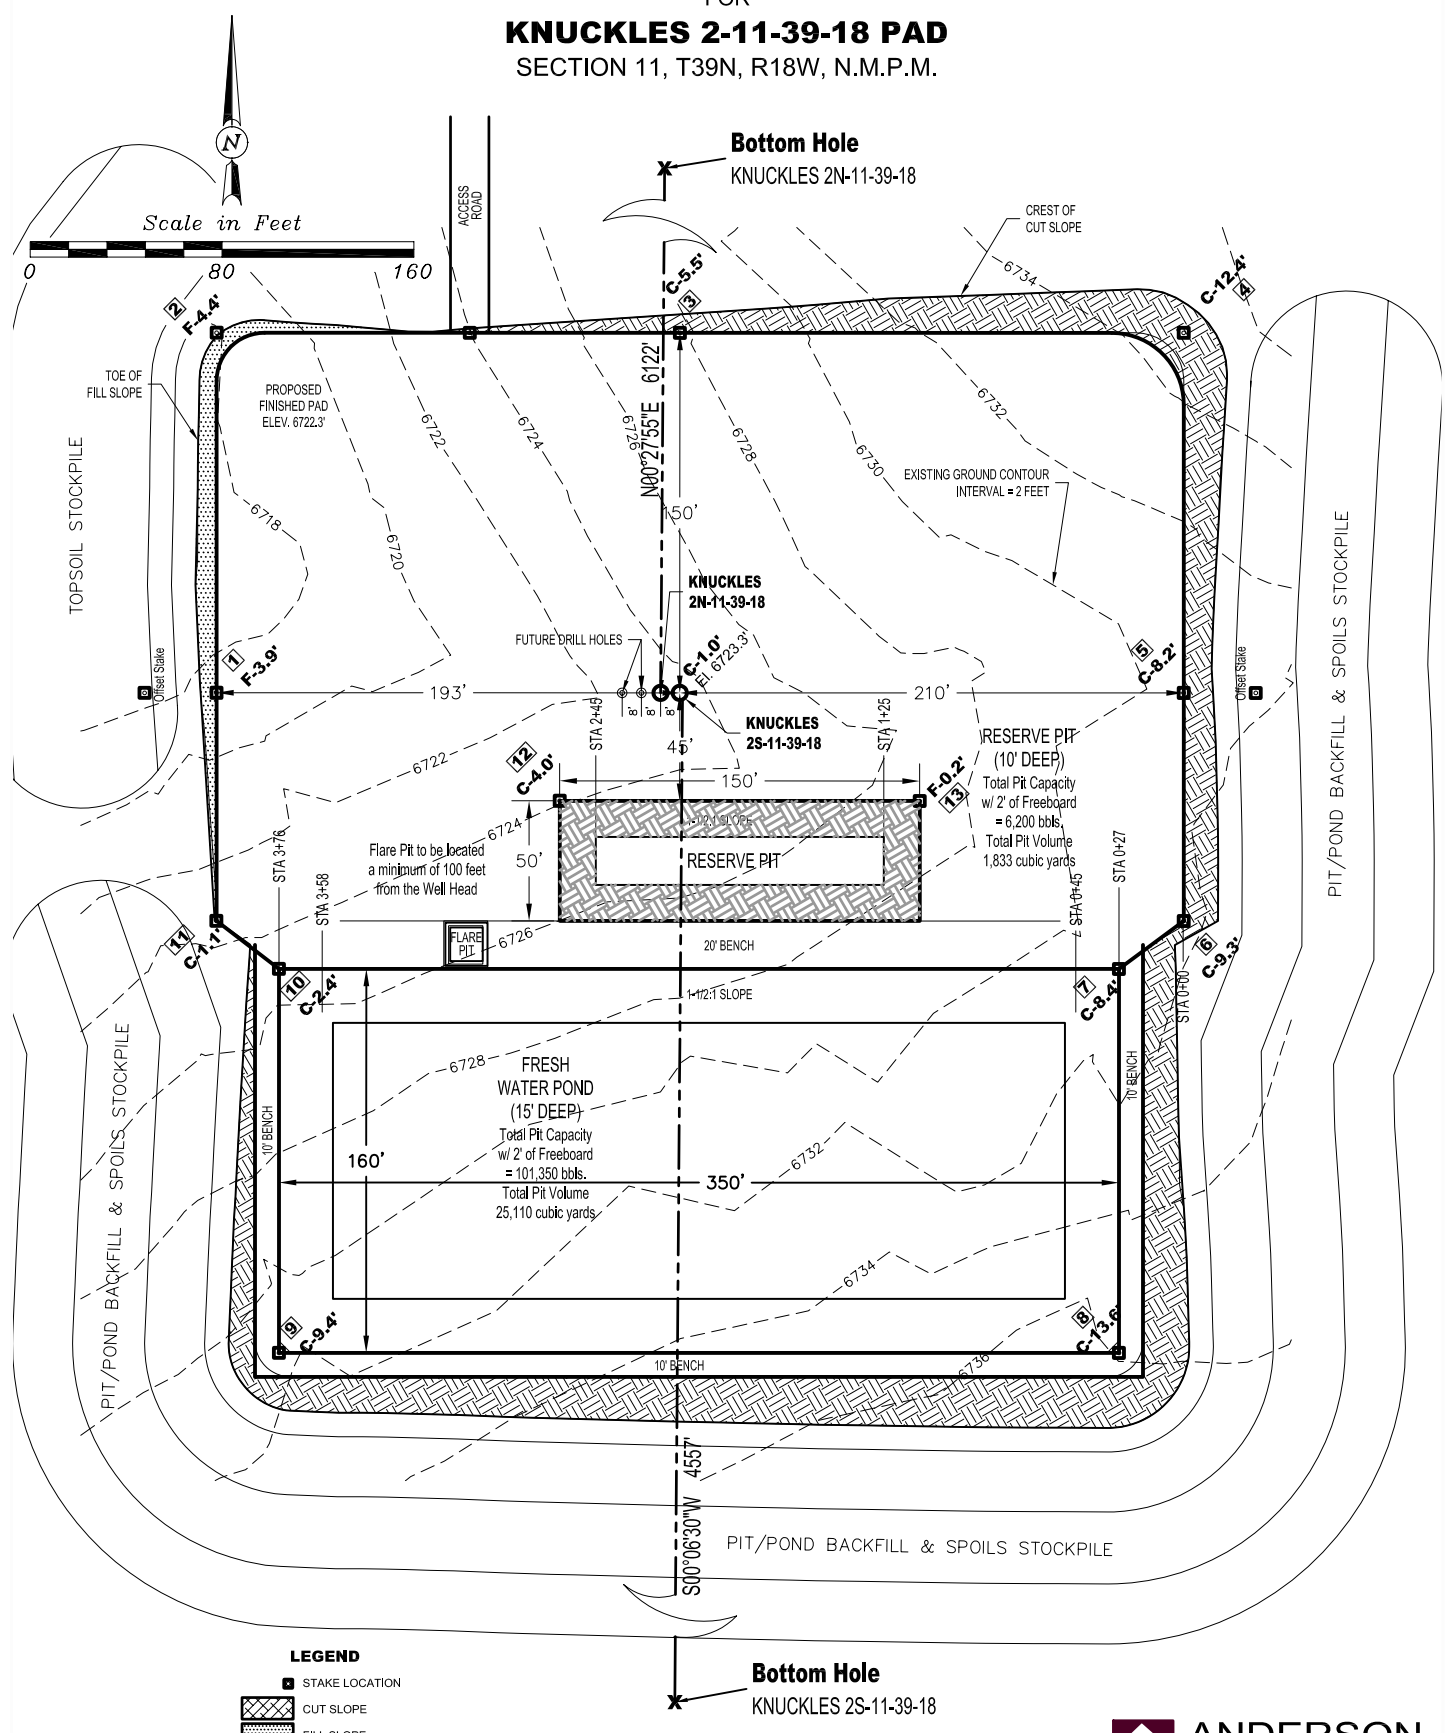 KNUCKLES 2-11-39-18 PAD
SECTION 11, T39N, R18W, N.M.P.M.
N
Scale in Feet
0 80 160
ACCESS
ROAD
Bottom Hole
KNUCKLES 2N-11-39-18
CREST OF
CUT SLOPE
2
F-4.4'
C-5.5'
3
C-12.4'
4
6734
TOE OF
FILL SLOPE
PROPOSED
FINISHED PAD
ELEV. 6722.3'
N00°27'55"E 6122'
6722
6724
6726
6728
6730
6732
6718
6720
EXISTING GROUND CONTOUR
INTERVAL = 2 FEET
150'
TOPSOIL STOCKPILE
PIT/POND BACKFILL & SPOILS STOCKPILE
KNUCKLES
2N-11-39-18
FUTURE DRILL HOLES
C-1.0'
El. 6723.3'
1
F-3.9'
Offset Stake
193'
8'
8'
8'
210'
5
C-8.2'
Offset Stake
KNUCKLES
2S-11-39-18
45'
STA 2+45
STA 1+25
12
C-4.0'
150'
F-0.2'
13
6722
RESERVE PIT
(10' DEEP)
Total Pit Capacity
w/ 2' of Freeboard
= 6,200 bbls.
Total Pit Volume
1,833 cubic yards
1-1/2:1 SLOPE
RESERVE PIT
50'
6724
Flare Pit to be located
a minimum of 100 feet
from the Well Head
STA 3+76
STA 3+58
STA 0+27
STA 0+45
STA 0+00
FLARE
PIT
6726
20' BENCH
11
C-1.1'
10
C-2.4'
7
C-8.4'
6
C-9.3'
1-1/2:1 SLOPE
6728
FRESH
WATER POND
(15' DEEP)
Total Pit Capacity
w/ 2' of Freeboard
= 101,350 bbls.
Total Pit Volume
25,110 cubic yards
10' BENCH
10' BENCH
160'
350'
6732
6734
6736
PIT/POND BACKFILL & SPOILS STOCKPILE
9
C-9.4'
8
C-13.6'
10' BENCH
S00°06'30"W 4557'
PIT/POND BACKFILL & SPOILS STOCKPILE
LEGEND
STAKE LOCATION
CUT SLOPE
Bottom Hole
KNUCKLES 2S-11-39-18